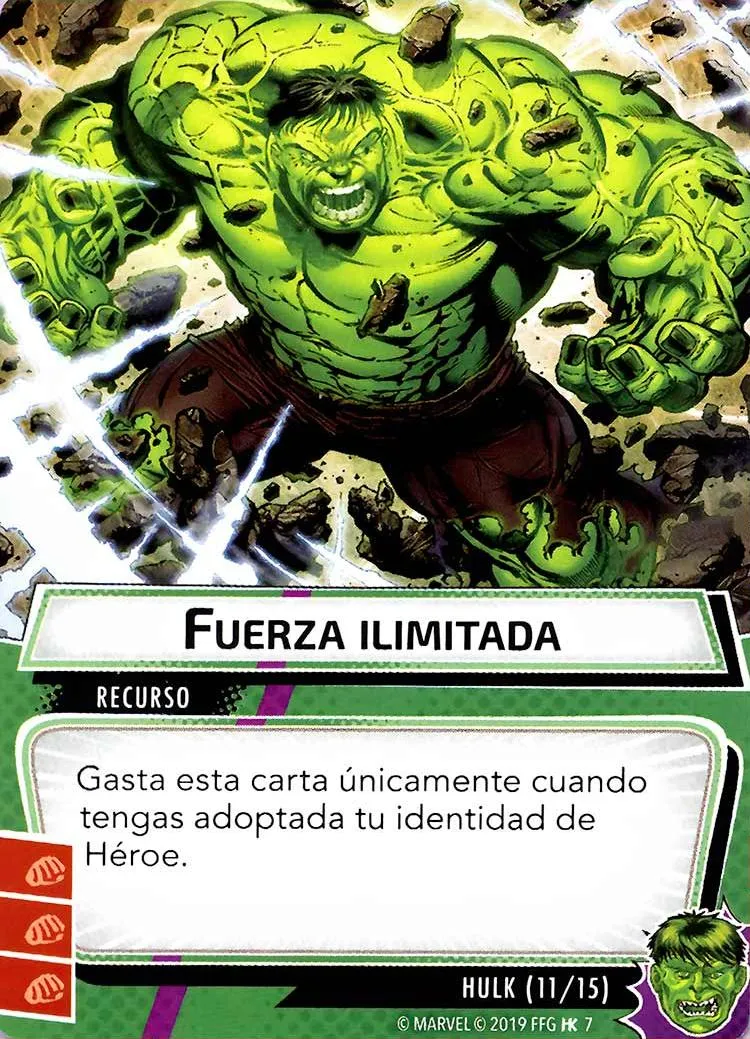 FUERZA ILIMITADA
RECURSO
Gasta esta carta únicamente cuando
tengas adoptada tu identidad de
Héroe.
HULK (11/15)
© MARVEL © 2019 FFG HK 7